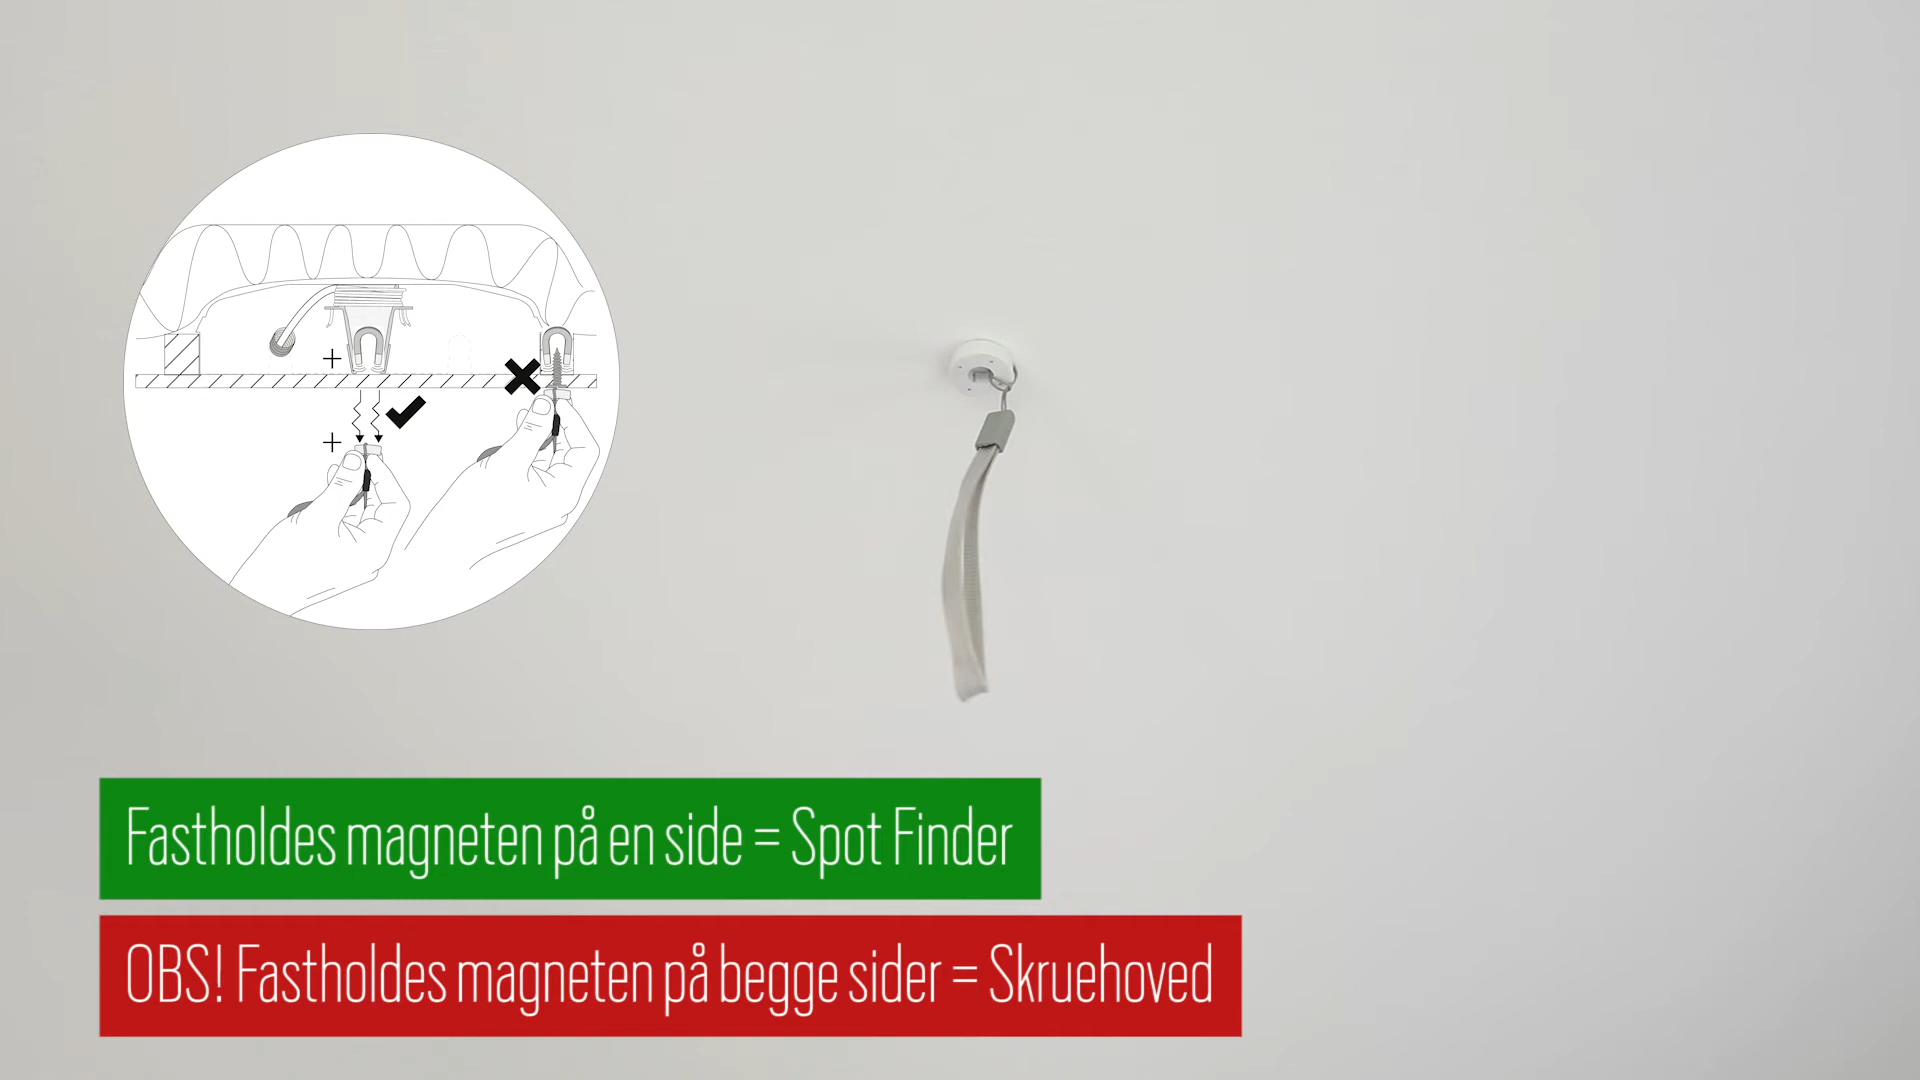 Fastholdes magneten på en side = Spot Finder
OBS! Fastholdes magneten på begge sider = Skruehoved